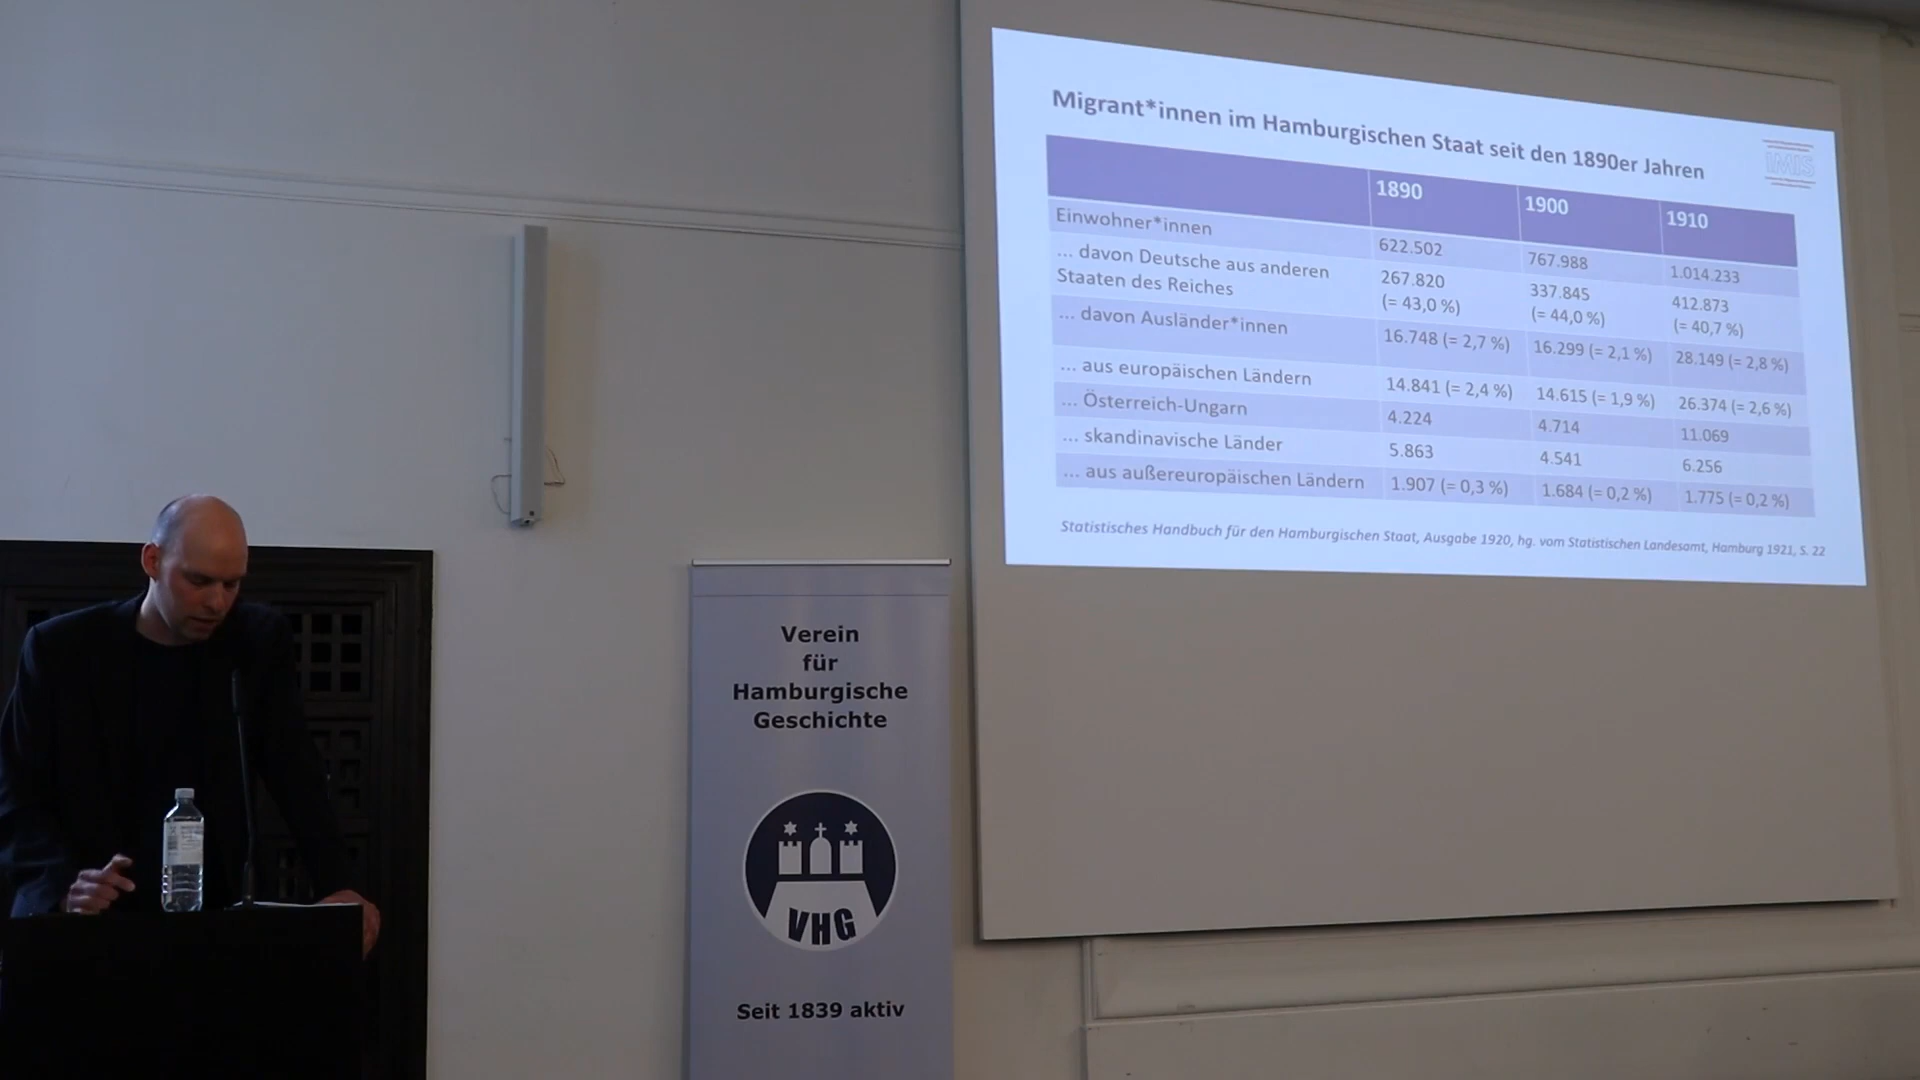 Migrant*innen im Hamburgischen Staat seit den 1890er Jahren
IMIS
1890 1900 1910
Einwohner*innen 622.502 767.988 1.014.233
... davon Deutsche aus anderen Staaten des Reiches 267.820 (= 43,0 %) 337.845 (= 44,0 %) 412.873 (= 40,7 %)
... davon Ausländer*innen 16.748 (= 2,7 %) 16.299 (= 2,1 %) 28.149 (= 2,8 %)
... aus europäischen Ländern 14.841 (= 2,4 %) 14.615 (= 1,9 %) 26.374 (= 2,6 %)
... Österreich-Ungarn 4.224 4.714 11.069
... skandinavische Länder 5.863 4.541 6.256
... aus außereuropäischen Ländern 1.907 (= 0,3 %) 1.684 (= 0,2 %) 1.775 (= 0,2 %)
Statistisches Handbuch für den Hamburgischen Staat, Ausgabe 1920, hg. vom Statistischen Landesamt, Hamburg 1921, S. 22
Verein
für
Hamburgische
Geschichte
VHG
Seit 1839 aktiv